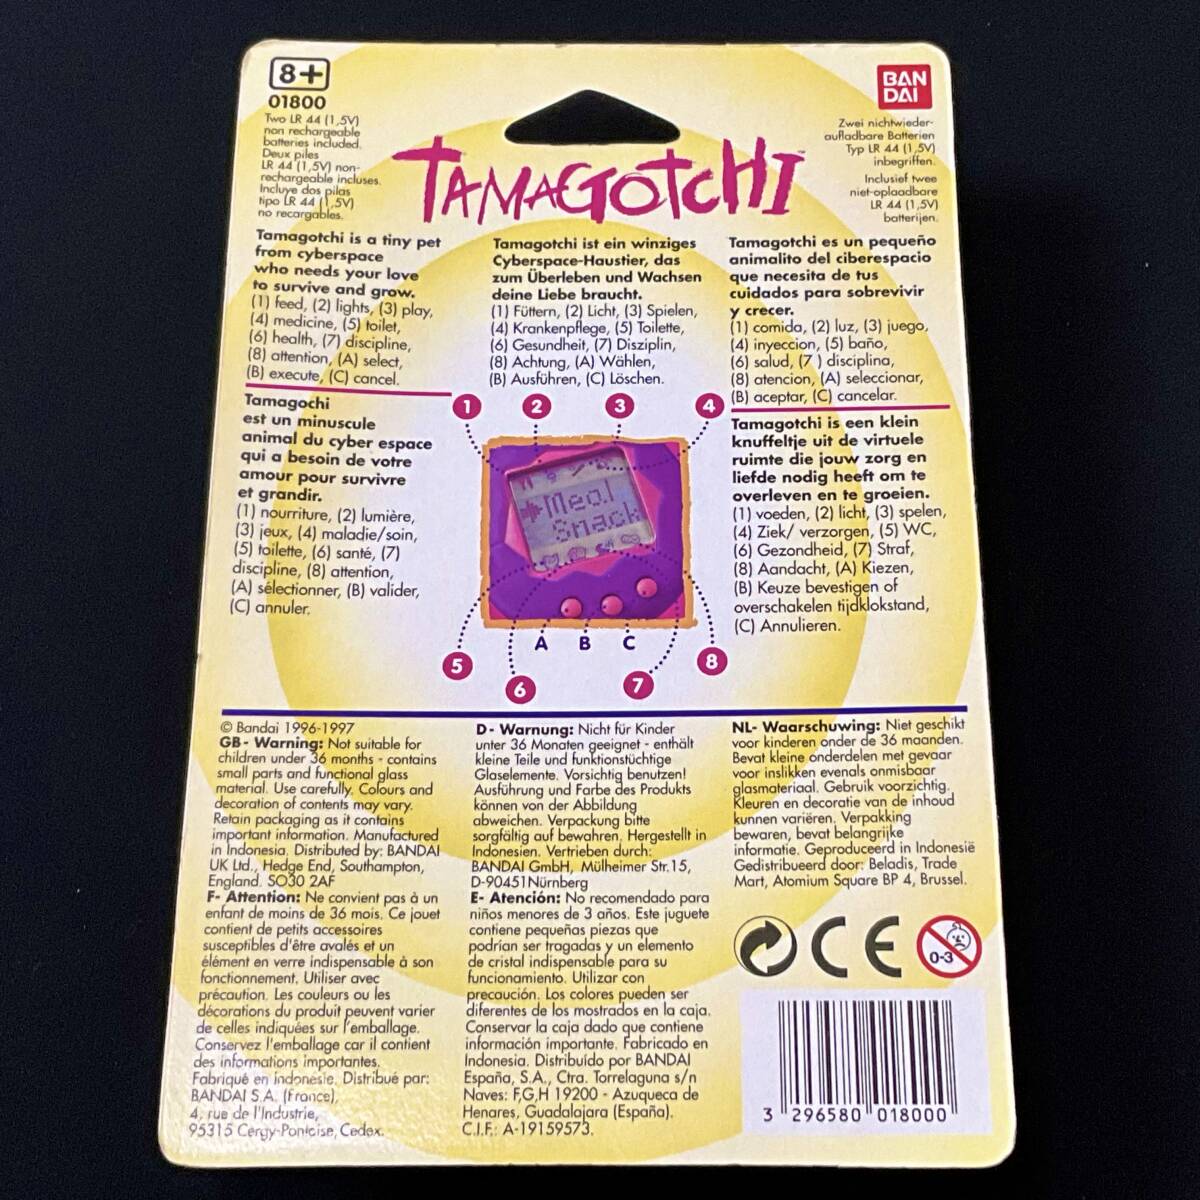 8+
01800
Two LR 44 (1,5V)
non rechargeable
batteries included.
Deux piles
LR 44 (1,5V) non-
rechargeable incluses.
Incluye dos pilas
tipo LR 44 (1,5V)
no recargables.
BAN
DAI
Zwei nichtwieder-
aufladbare Batterien
Typ LR 44 (1,5V)
inbegriffen.
Inclusief twee
niet-oplaadbare
LR 44 (1,5V)
batterijen.
TAMAGOTCHI
Tamagotchi is a tiny pet
from cyberspace
who needs your love
to survive and grow.
(1) feed, (2) lights, (3) play,
(4) medicine, (5) toilet,
(6) health, (7) discipline,
(8) attention, (A) select,
(B) execute, (C) cancel.
Tamagotchi ist ein winziges
Cyberspace-Haustier, das
zum Überleben und Wachsen
deine Liebe braucht.
(1) Füttern, (2) Licht, (3) Spielen,
(4) Krankenpflege, (5) Toilette,
(6) Gesundheit, (7) Disziplin,
(8) Achtung, (A) Wählen,
(B) Ausführen, (C) Löschen.
Tamagotchi es un pequeño
animalito del ciberespacio
que necesita de tus
cuidados para sobrevivir
y crecer.
(1) comida, (2) luz, (3) juego,
(4) inyeccion, (5) baño,
(6) salud, (7 ) disciplina,
(8) atencion, (A) seleccionar,
(B) aceptar, (C) cancelar.
Tamagochi
est un minuscule
animal du cyber espace
qui a besoin de votre
amour pour survivre
et grandir.
(1) nourriture, (2) lumière,
(3) jeux, (4) maladie/soin,
(5) toilette, (6) santé, (7)
discipline, (8) attention,
(A) sélectionner, (B) valider,
(C) annuler.
1 2 3 4
Meal
Snack
A B C
5 6 7 8
Tamagotchi is een klein
knuffeltje uit de virtuele
ruimte die jouw zorg en
liefde nodig heeft om te
overleven en te groeien.
(1) voeden, (2) licht, (3) spelen,
(4) Ziek/ verzorgen, (5) WC,
(6) Gezondheid, (7) Straf,
(8) Aandacht, (A) Kiezen,
(B) Keuze bevestigen of
overschakelen tijdklokstand,
(C) Annulieren.
© Bandai 1996-1997
GB - Warning: Not suitable for
children under 36 months - contains
small parts and functional glass
material. Use carefully. Colours and
decoration of contents may vary.
Retain packaging as it contains
important information. Manufactured
in Indonesia. Distributed by: BANDAI
UK Ltd., Hedge End, Southampton,
England. SO30 2AF
F- Attention: Ne convient pas à un
enfant de moins de 36 mois. Ce jouet
contient de petits accessoires
susceptibles d'être avalés et un
élément en verre indispensable à son
fonctionnement. Utiliser avec
précaution. Les couleurs ou les
décorations du produit peuvent varier
de celles indiquées sur l'emballage.
Conservez l'emballage car il contient
des informations importantes.
Fabriqué en Indonésie. Distribué par:
BANDAI S.A. (France),
4, rue de l'Industrie,
95315 Cergy-Pontoise, Cedex.
D - Warnung: Nicht für Kinder
unter 36 Monaten geeignet - enthält
kleine Teile und funktionstüchtige
Glaselemente. Vorsichtig benutzen!
Ausführung und Farbe des Produkts
können von der Abbildung
abweichen. Verpackung bitte
sorgfältig auf bewahren. Hergestellt in
Indonesien. Vertrieben durch:
BANDAI GmbH, Mülheimer Str.15,
D-90451Nürnberg
E- Atención: No recomendado para
niños menores de 3 años. Este juguete
contiene pequeñas piezas que
podrían ser tragadas y un elemento
de cristal indispensable para su
funcionamiento. Utilizar con
precaución. Los colores pueden ser
diferentes de los mostrados en la caja.
Conservar la caja dado que contiene
información importante. Fabricado en
Indonesia. Distribuído por BANDAI
España, S.A., Ctra. Torrelaguna s/n
Naves: F,G,H 19200 - Azuqueca de
Henares, Guadalajara (España).
C.I.F.: A-19159573.
NL- Waarschuwing: Niet geschikt
voor kinderen onder de 36 maanden.
Bevat kleine onderdelen met gevaar
voor inslikken evenals onmisbaar
glasmateriaal. Gebruik voorzichtig.
Kleuren en decoratie van de inhoud
kunnen variëren. Verpakking
bewaren, bevat belangrijke
informatie. Geproduceerd in Indonesië
Gedistribueerd door: Beladis, Trade
Mart, Atomium Square BP 4, Brussel.
CE
0-3
3 296580 018000